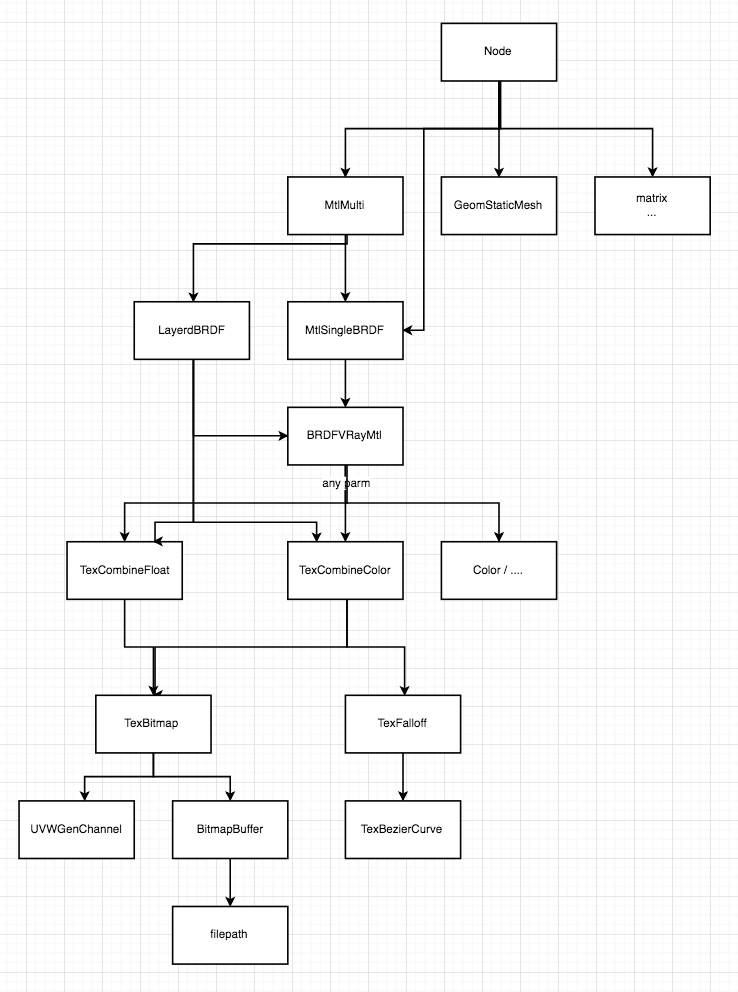 Node
MtlMulti
GeomStaticMesh
matrix
...
LayerdBRDF
MtlSingleBRDF
BRDFVRayMtl
any parm
TexCombineFloat
TexCombineColor
Color / ....
TexBitmap
TexFalloff
UVWGenChannel
BitmapBuffer
TexBezierCurve
filepath